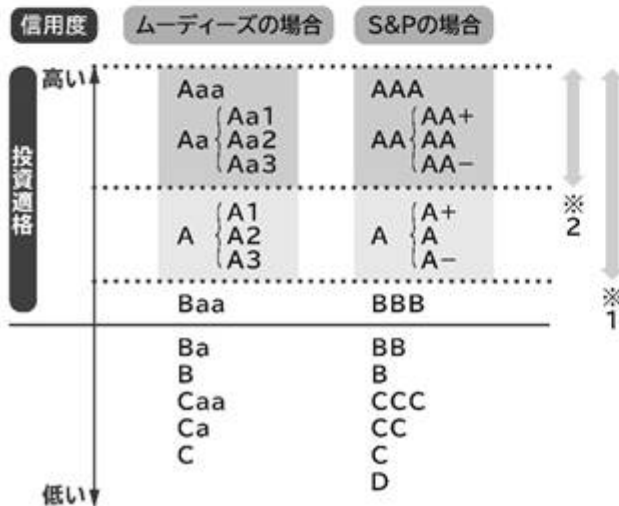 信用度 ムーディーズの場合 S&Pの場合
高い
投資適格
Aaa AAA
Aa Aa1 Aa2 Aa3 AA AA+ AA AA−
A A1 A2 A3 A A+ A A−
Baa BBB
Ba BB
B B
Caa CCC
Ca CC
C C
D
低い
※2
※1